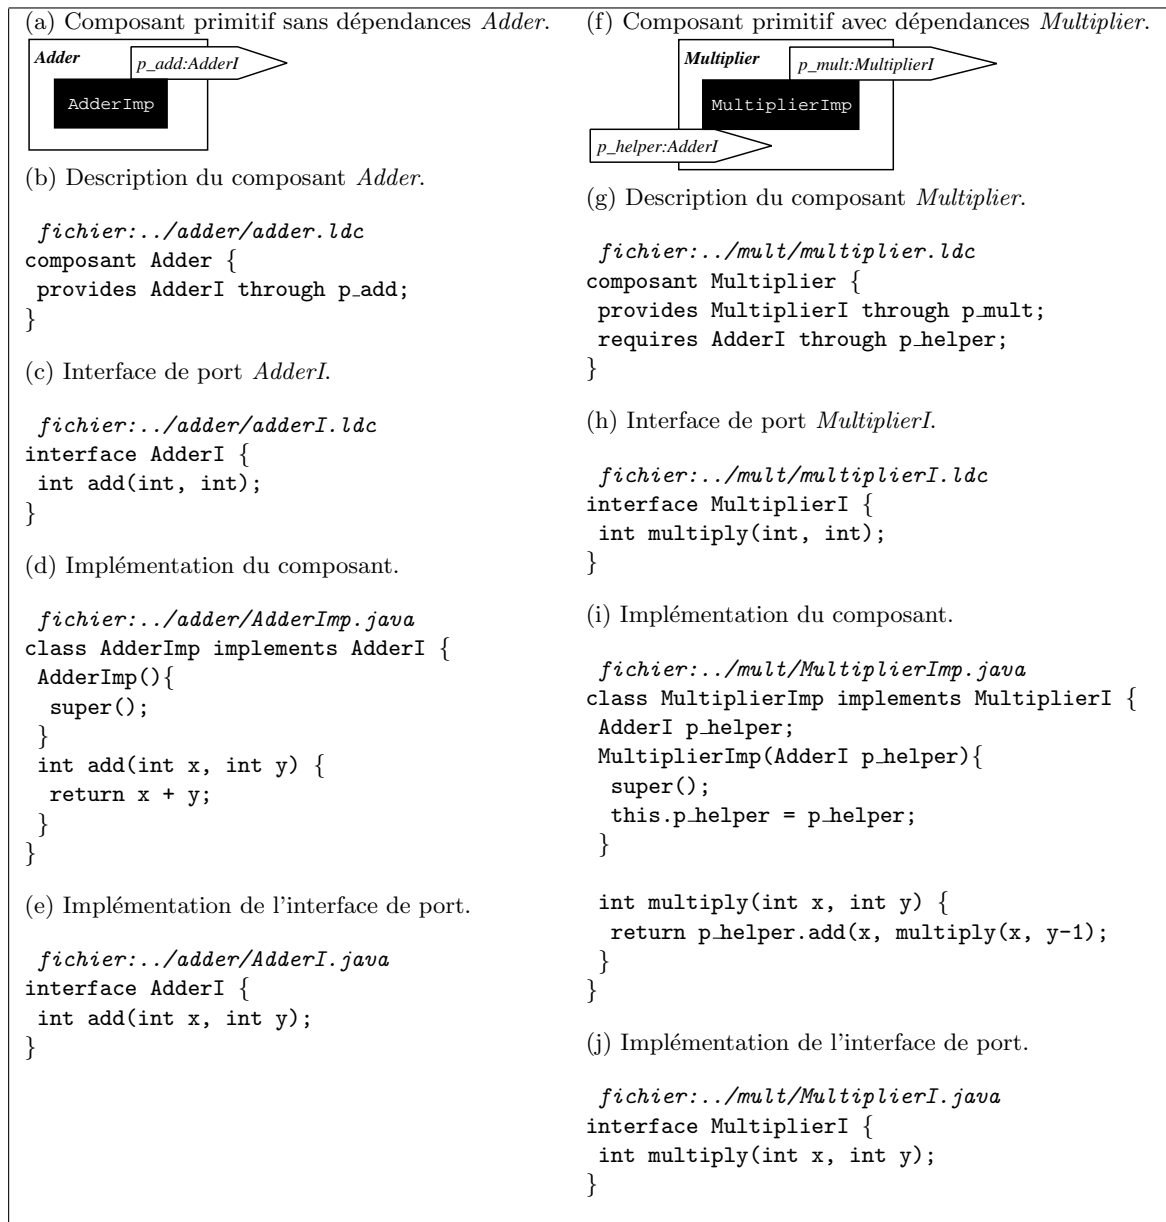 (a) Composant primitif sans dépendances Adder.
Adder
p_add:AdderI
AdderImp
(b) Description du composant Adder.
fichier:../adder/adder.ldc
composant Adder {
provides AdderI through p_add;
}
(c) Interface de port AdderI.
fichier:../adder/adderI.ldc
interface AdderI {
int add(int, int);
}
(d) Implémentation du composant.
fichier:../adder/AdderImp.java
class AdderImp implements AdderI {
AdderImp(){
super();
}
int add(int x, int y) {
return x + y;
}
}
(e) Implémentation de l'interface de port.
fichier:../adder/AdderI.java
interface AdderI {
int add(int x, int y);
}
(f) Composant primitif avec dépendances Multiplier.
Multiplier
p_mult:MultiplierI
MultiplierImp
p_helper:AdderI
(g) Description du composant Multiplier.
fichier:../mult/multiplier.ldc
composant Multiplier {
provides MultiplierI through p_mult;
requires AdderI through p_helper;
}
(h) Interface de port MultiplierI.
fichier:../mult/multiplierI.ldc
interface MultiplierI {
int multiply(int, int);
}
(i) Implémentation du composant.
fichier:../mult/MultiplierImp.java
class MultiplierImp implements MultiplierI {
AdderI p_helper;
MultiplierImp(AdderI p_helper){
super();
this.p_helper = p_helper;
}
int multiply(int x, int y) {
return p_helper.add(x, multiply(x, y-1);
}
}
(j) Implémentation de l'interface de port.
fichier:../mult/MultiplierI.java
interface MultiplierI {
int multiply(int x, int y);
}